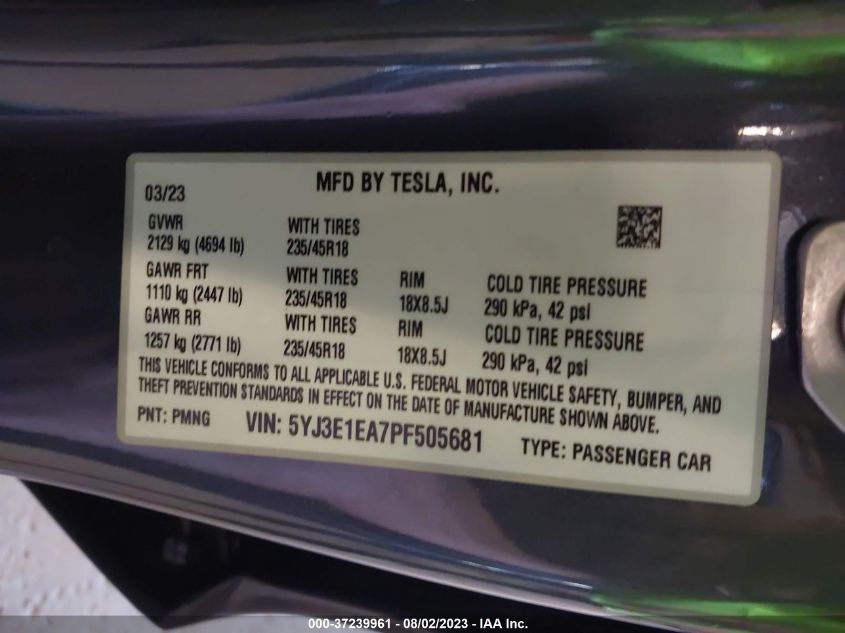 MFD BY TESLA, INC.
03/23
GVWR WITH TIRES
2129 kg (4694 lb) 235/45R18
GAWR FRT WITH TIRES RIM COLD TIRE PRESSURE
1110 kg (2447 lb) 235/45R18 18X8.5J 290 kPa, 42 psi
GAWR RR WITH TIRES RIM COLD TIRE PRESSURE
1257 kg (2771 lb) 235/45R18 18X8.5J 290 kPa, 42 psi
THIS VEHICLE CONFORMS TO ALL APPLICABLE U.S. FEDERAL MOTOR VEHICLE SAFETY, BUMPER, AND
THEFT PREVENTION STANDARDS IN EFFECT ON THE DATE OF MANUFACTURE SHOWN ABOVE.
PNT: PMNG VIN: 5YJ3E1EA7PF505681 TYPE: PASSENGER CAR
000-37239961 - 08/02/2023 - IAA Inc.